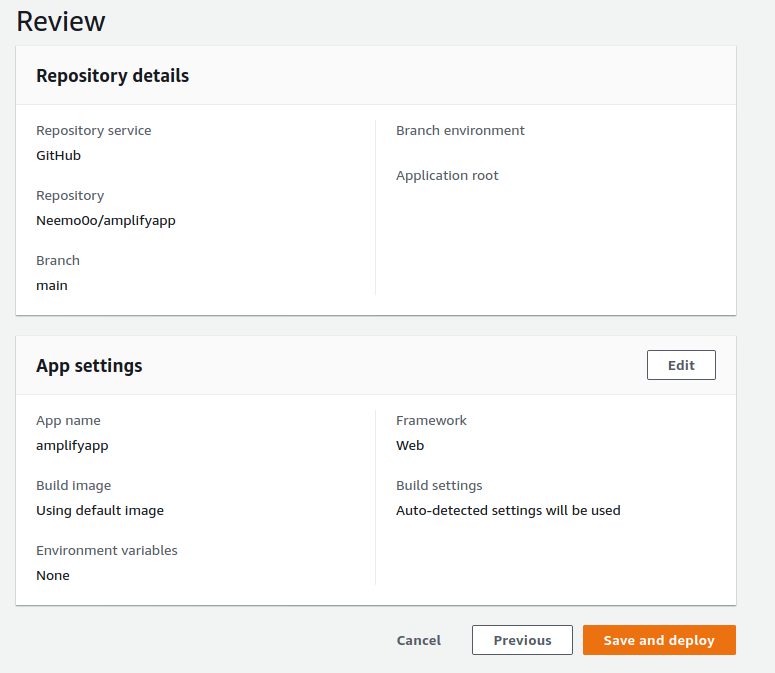 Review
Repository details
Repository service
GitHub
Repository
Neemo0o/amplifyapp
Branch
main
Branch environment
Application root
App settings
Edit
App name
amplifyapp
Build image
Using default image
Environment variables
None
Framework
Web
Build settings
Auto-detected settings will be used
Cancel
Previous
Save and deploy